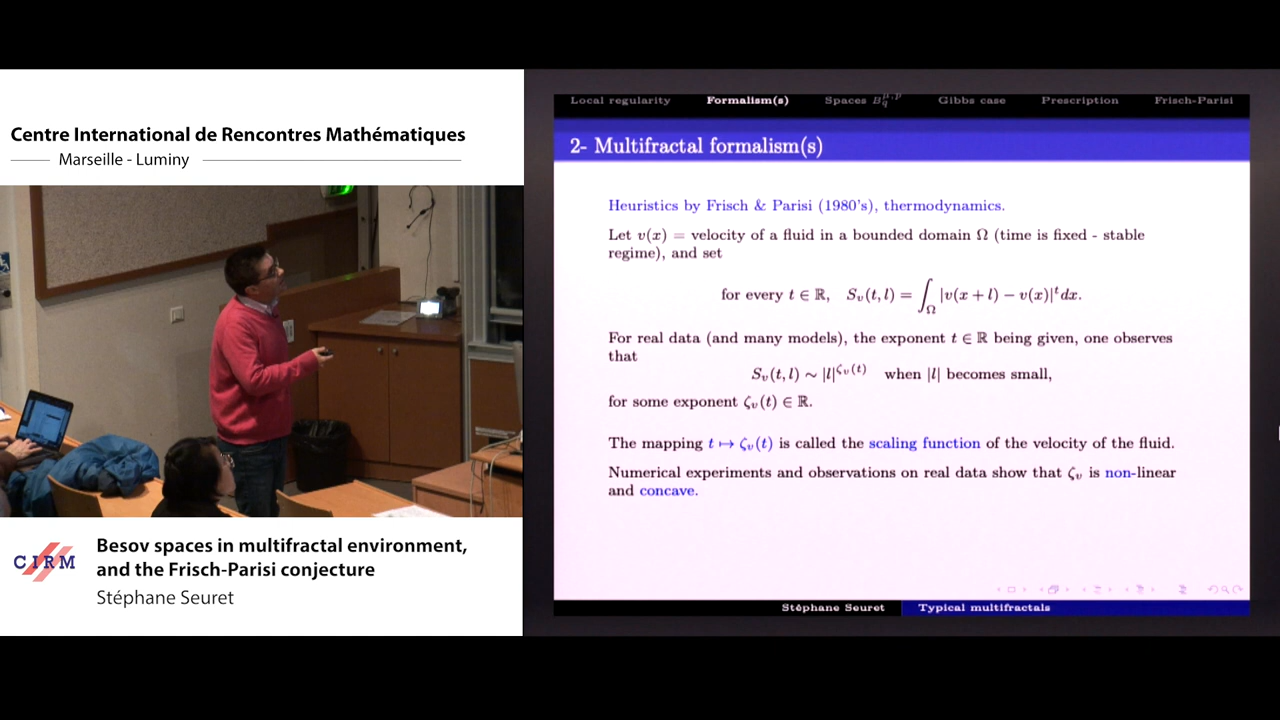 Centre International de Rencontres Mathématiques
Marseille - Luminy
CIRM
Besov spaces in multifractal environment,
and the Frisch-Parisi conjecture
Stéphane Seuret
Local regularity Formalism(s) Spaces B_q^{μ,p} Gibbs case Prescription Frisch-Parisi
2- Multifractal formalism(s)
Heuristics by Frisch & Parisi (1980's), thermodynamics.
Let v(x) = velocity of a fluid in a bounded domain Ω (time is fixed - stable
regime), and set
for every t ∈ ℝ, S_v(t, l) = ∫_Ω |v(x + l) − v(x)|^t dx.
For real data (and many models), the exponent t ∈ ℝ being given, one observes
that
S_v(t, l) ∼ |l|^{ζ_v(t)} when |l| becomes small,
for some exponent ζ_v(t) ∈ ℝ.
The mapping t ↦ ζ_v(t) is called the scaling function of the velocity of the fluid.
Numerical experiments and observations on real data show that ζ_v is non-linear
and concave.
Stéphane Seuret Typical multifractals